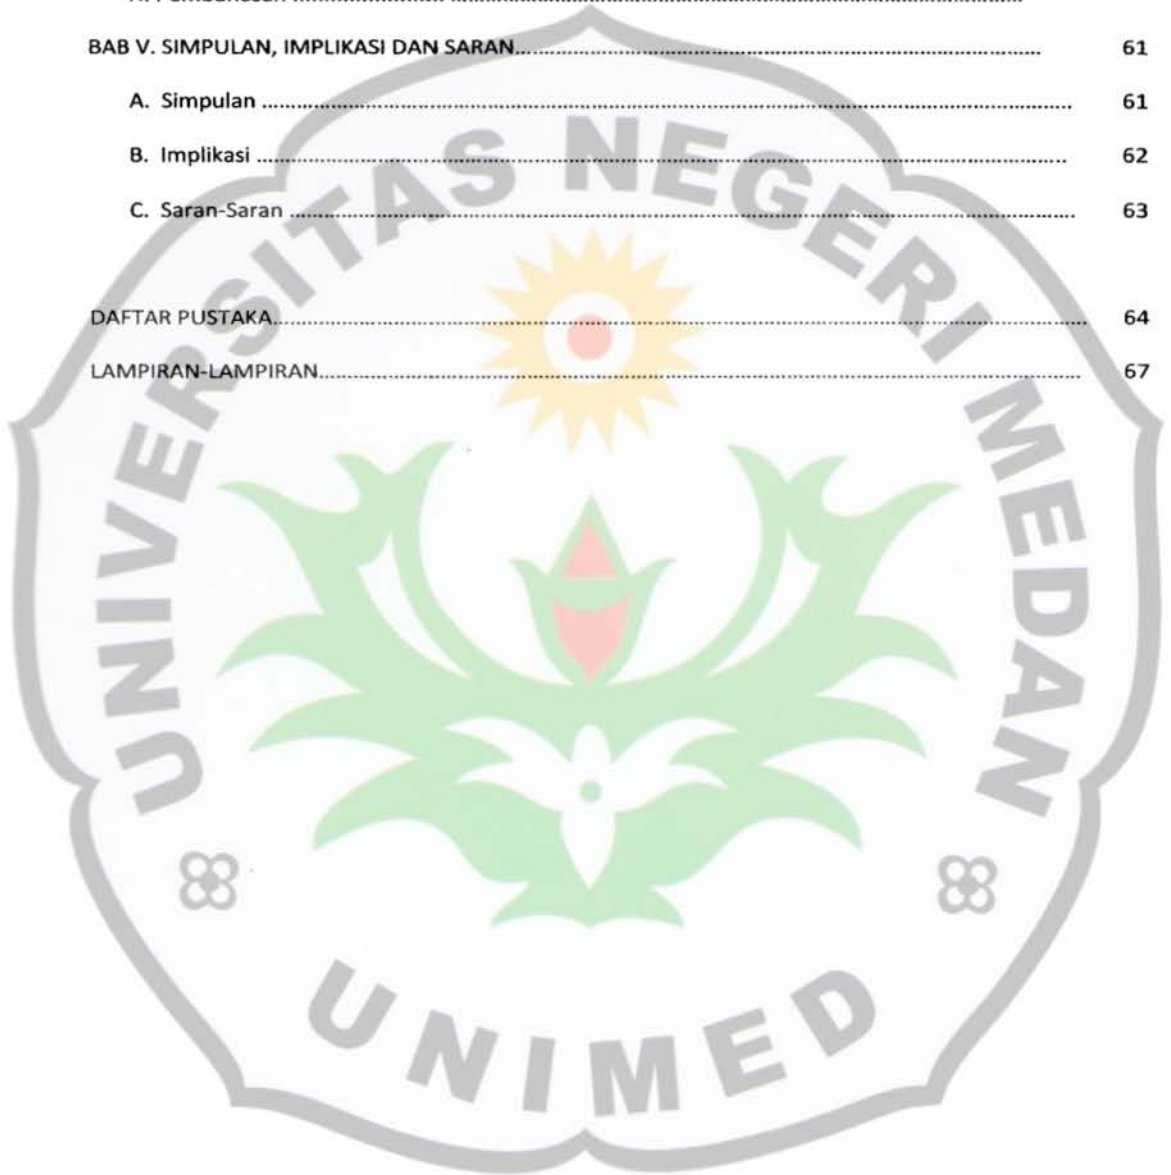 BAB V. SIMPULAN, IMPLIKASI DAN SARAN.......... 61
A. Simpulan .......... 61
B. Implikasi .......... 62
C. Saran-Saran .......... 63
DAFTAR PUSTAKA.......... 64
LAMPIRAN-LAMPIRAN.......... 67
UNIVERSITAS NEGERI MEDAN
UNIMED